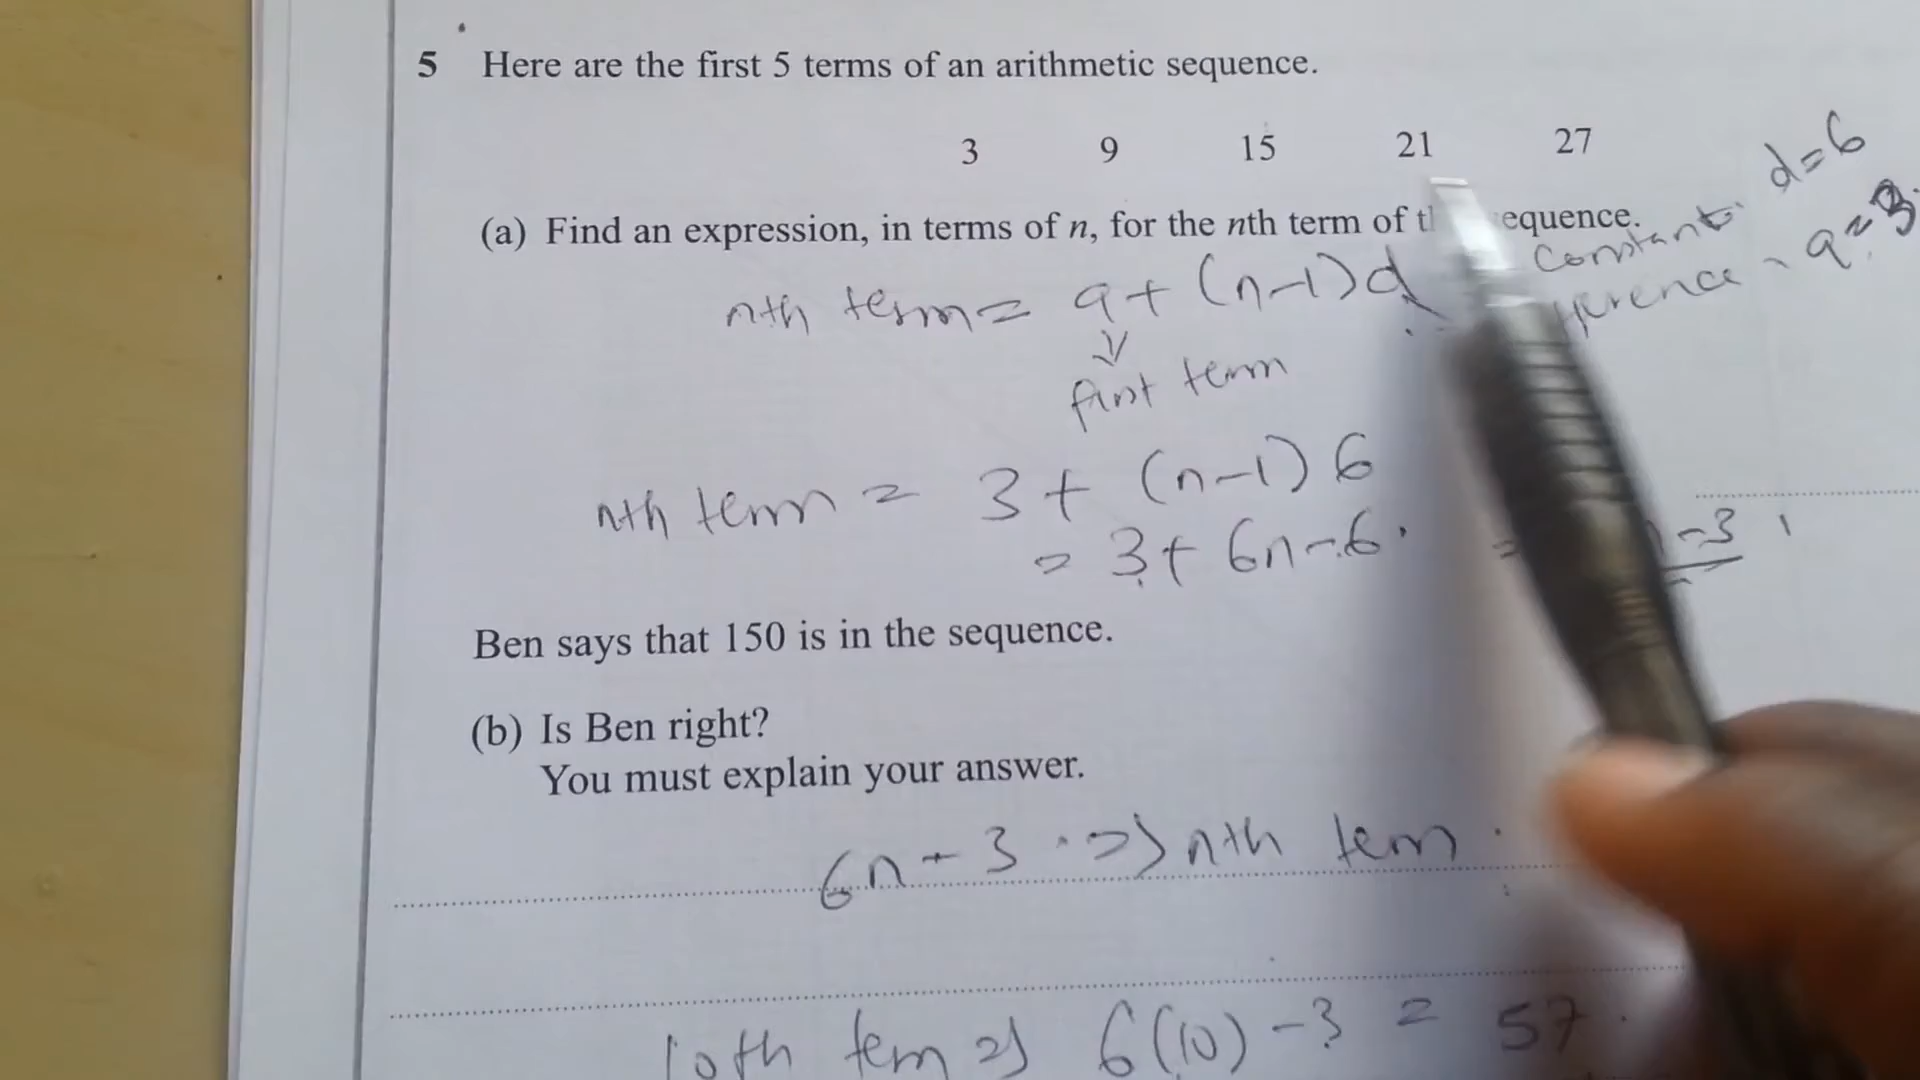 5 Here are the first 5 terms of an arithmetic sequence.
3 9 15 21 27
d=6
(a) Find an expression, in terms of n, for the nth term of equence.
constant
a=3.
nth term = a + (n-1)d
first term
nth term = 3 + (n-1) 6
= 3 + 6n - 6. = -3
Ben says that 150 is in the sequence.
(b) Is Ben right?
You must explain your answer.
6n - 3 => nth term.
10th term => 6(10) - 3 = 57.